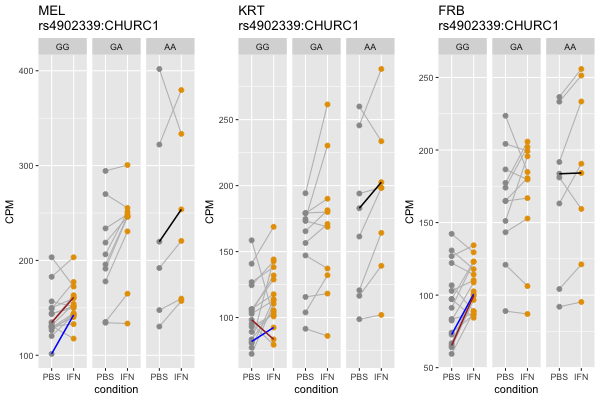 MEL
rs4902339:CHURC1
GG GA AA
CPM
400
300
200
100
PBS IFN PBS IFN PBS IFN
condition
KRT
rs4902339:CHURC1
GG GA AA
CPM
250
200
150
100
PBS IFN PBS IFN PBS IFN
condition
FRB
rs4902339:CHURC1
GG GA AA
CPM
250
200
150
100
50
PBS IFN PBS IFN PBS IFN
condition